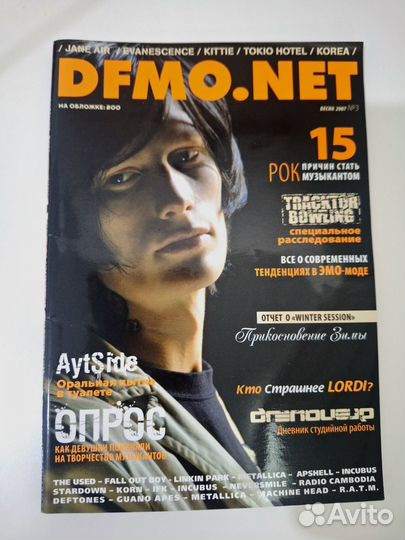 / JANE AIR / EVANESCENCE / KITTIE / TOKIO HOTEL / KOREA /
DFMO.NET
НА ОБЛОЖКЕ: BOO
ВЕСНА 2007 №3
15
РОК ПРИЧИН СТАТЬ
МУЗЫКАНТОМ
TRACKTOR
BOWLING
специальное
расследование
ВСЕ О СОВРЕМЕННЫХ
ТЕНДЕНЦИЯХ В ЭМО-МОДЕ
ОТЧЕТ О «WINTER SESSION»
Прикосновение Зимы
AytSide
Оральная пытка
в туалете
Кто Страшнее LORDI?
ОПРОС
КАК ДЕВУШКИ ПОВЛИЯЛИ
НА ТВОРЧЕСТВО МУЗЫКАНТОВ
Дневник студийной работы
THE USED – FALL OUT BOY – LINKIN PARK – METALLICA – APSHELL – INCUBUS
STARDOWN – KORN – IFK – INCUBUS – NEVERSMILE – RADIO CAMBODIA
DEFTONES – GUANO APES – METALLICA – MACHINE HEAD – R.A.T.M.
Avito